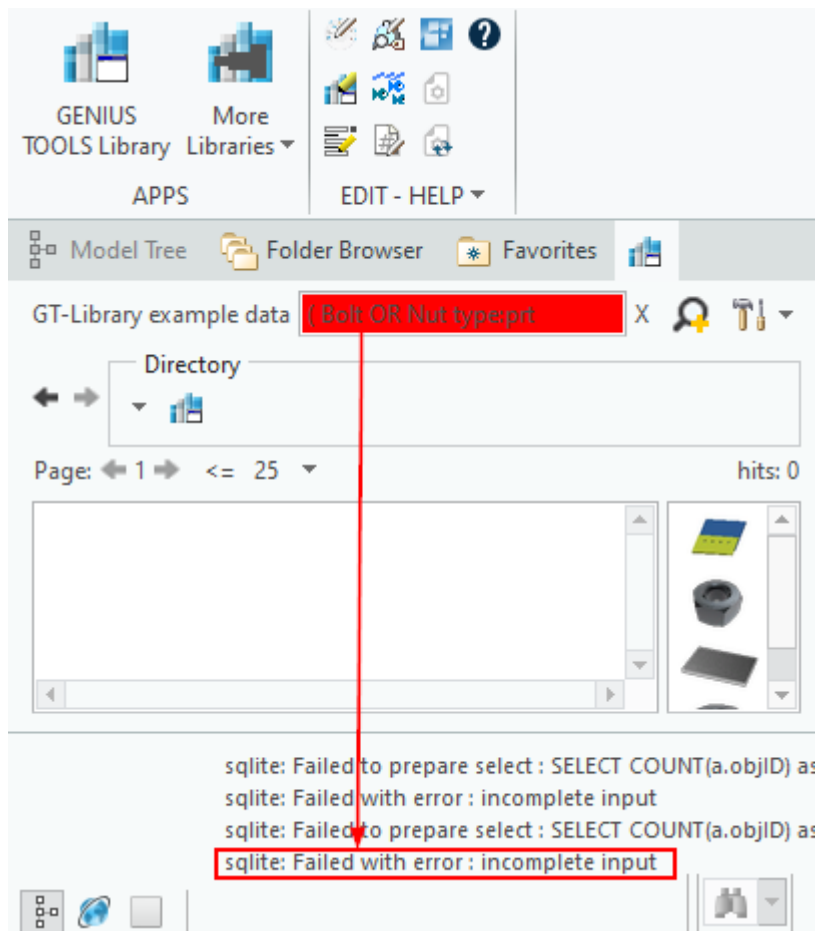 GENIUS
TOOLS Library
More
Libraries
APPS
EDIT - HELP
Model Tree
Folder Browser
Favorites
GT-Library example data
( Bolt OR Nut type:prt
X
Directory
Page: 1 <= 25
hits: 0
sqlite: Failed to prepare select : SELECT COUNT(a.objID) as
sqlite: Failed with error : incomplete input
sqlite: Failed to prepare select : SELECT COUNT(a.objID) as
sqlite: Failed with error : incomplete input